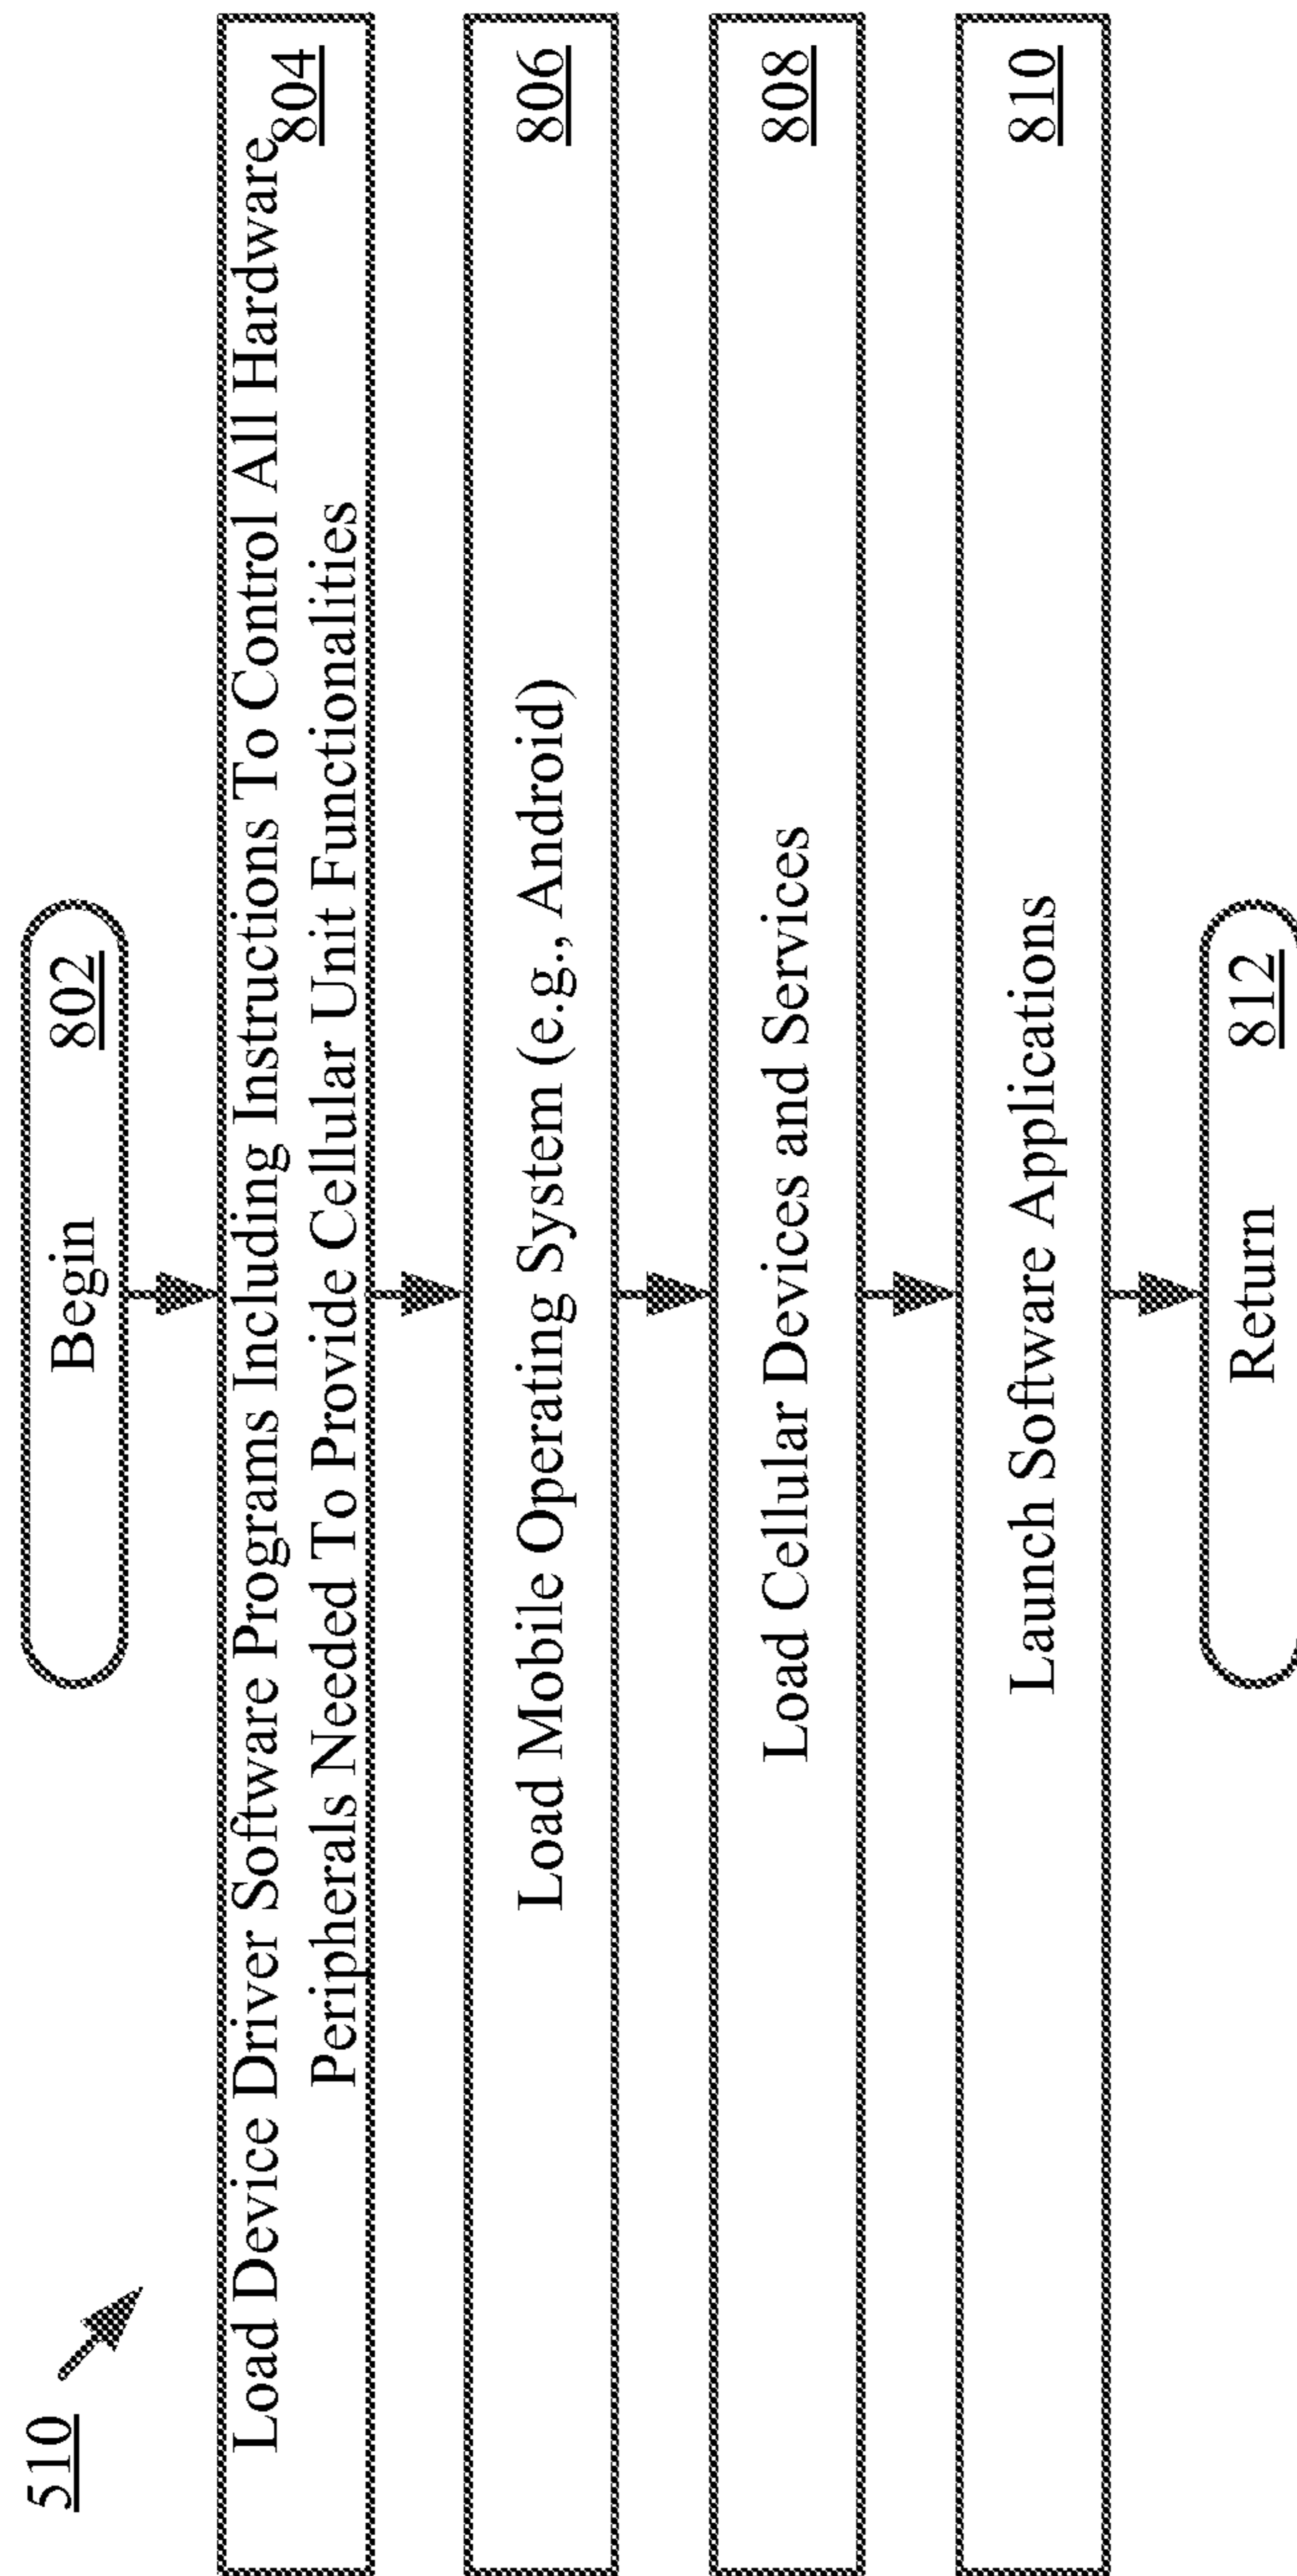 510
Begin
802
Load Device Driver Software Programs Including Instructions To Control All Hardware
Peripherals Needed To Provide Cellular Unit Functionalities
804
Load Mobile Operating System (e.g., Android)
806
Load Cellular Devices and Services
808
Launch Software Applications
810
Return
812